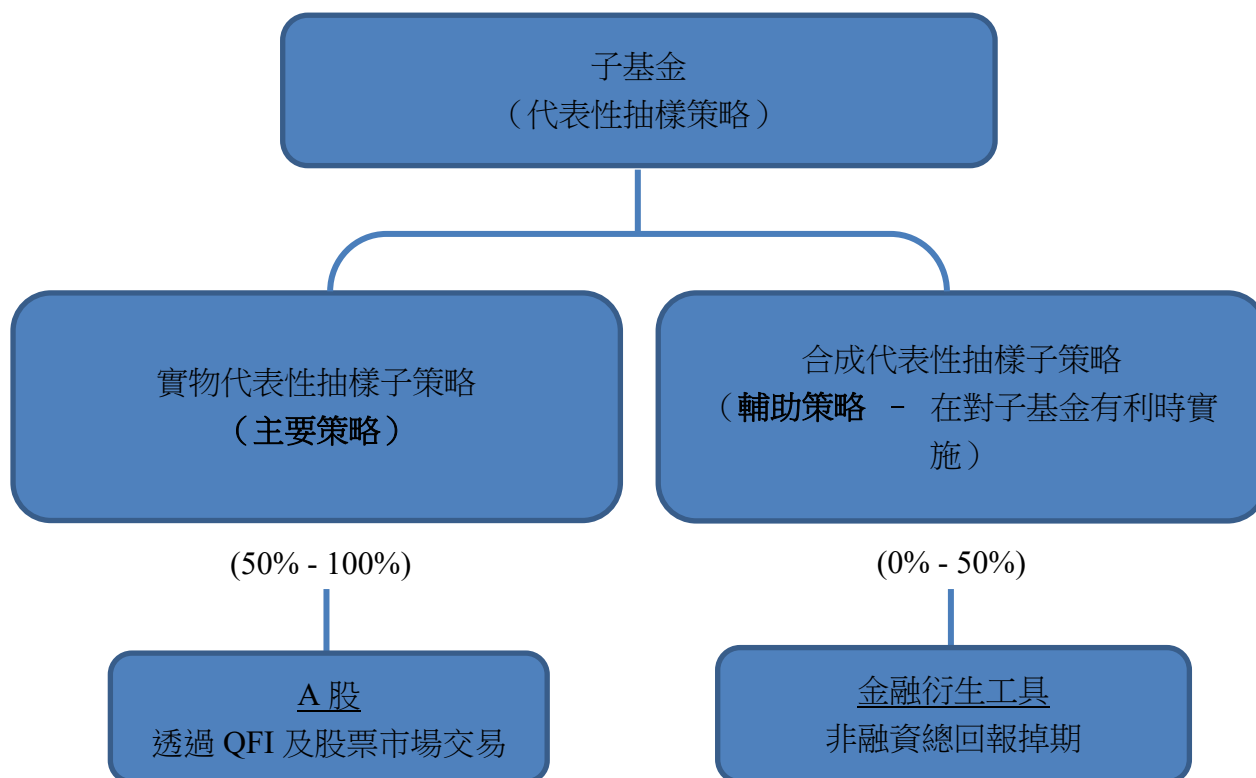 子基金
（代表性抽樣策略）
實物代表性抽樣子策略
（主要策略）
合成代表性抽樣子策略
（輔助策略 － 在對子基金有利時實
施）
(50% - 100%)
(0% - 50%)
A 股
透過 QFI 及股票市場交易
金融衍生工具
非融資總回報掉期